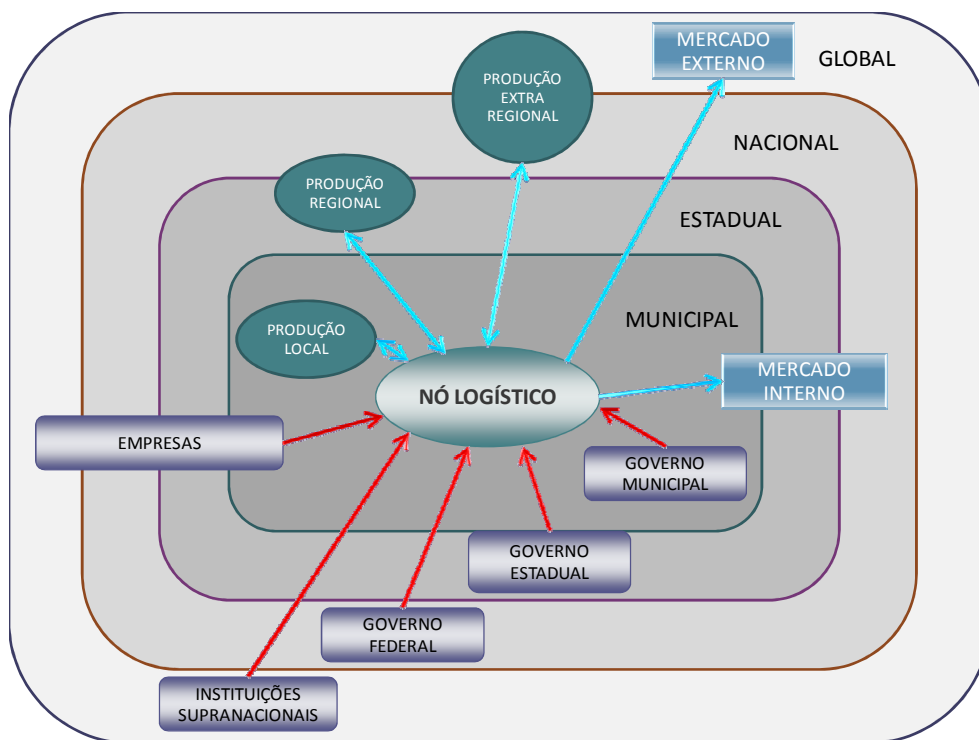 MERCADO
EXTERNO
GLOBAL
PRODUÇÃO
EXTRA
REGIONAL
NACIONAL
PRODUÇÃO
REGIONAL
ESTADUAL
MUNICIPAL
PRODUÇÃO
LOCAL
MERCADO
INTERNO
NÓ LOGÍSTICO
EMPRESAS
GOVERNO
MUNICIPAL
GOVERNO
ESTADUAL
GOVERNO
FEDERAL
INSTITUIÇÕES
SUPRANACIONAIS